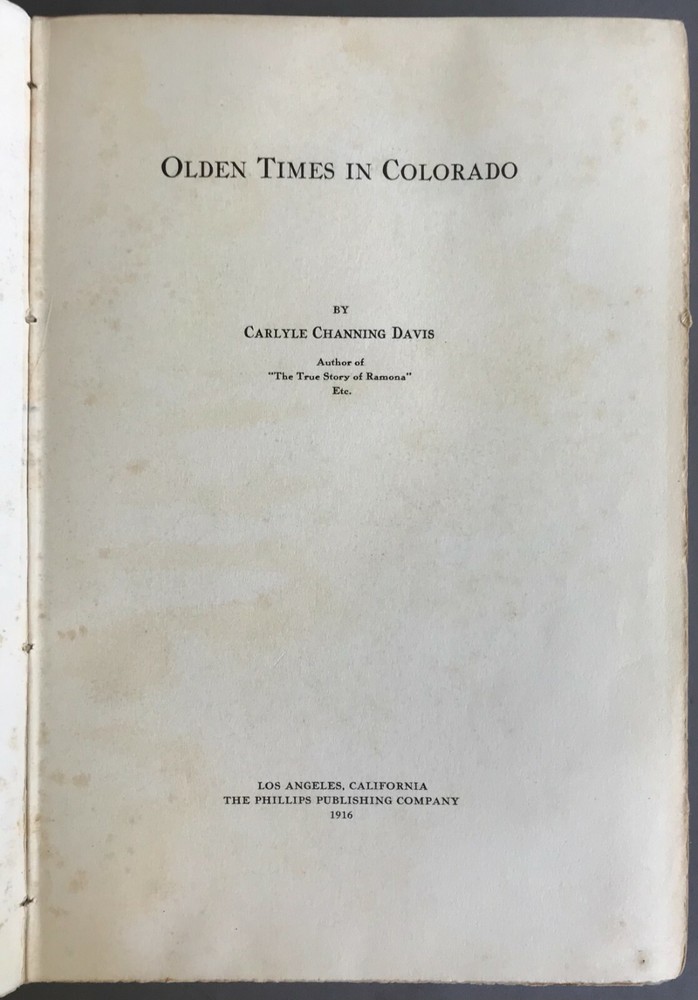 OLDEN TIMES IN COLORADO
BY
CARLYLE CHANNING DAVIS
Author of
"The True Story of Ramona"
Etc.
LOS ANGELES, CALIFORNIA
THE PHILLIPS PUBLISHING COMPANY
1916